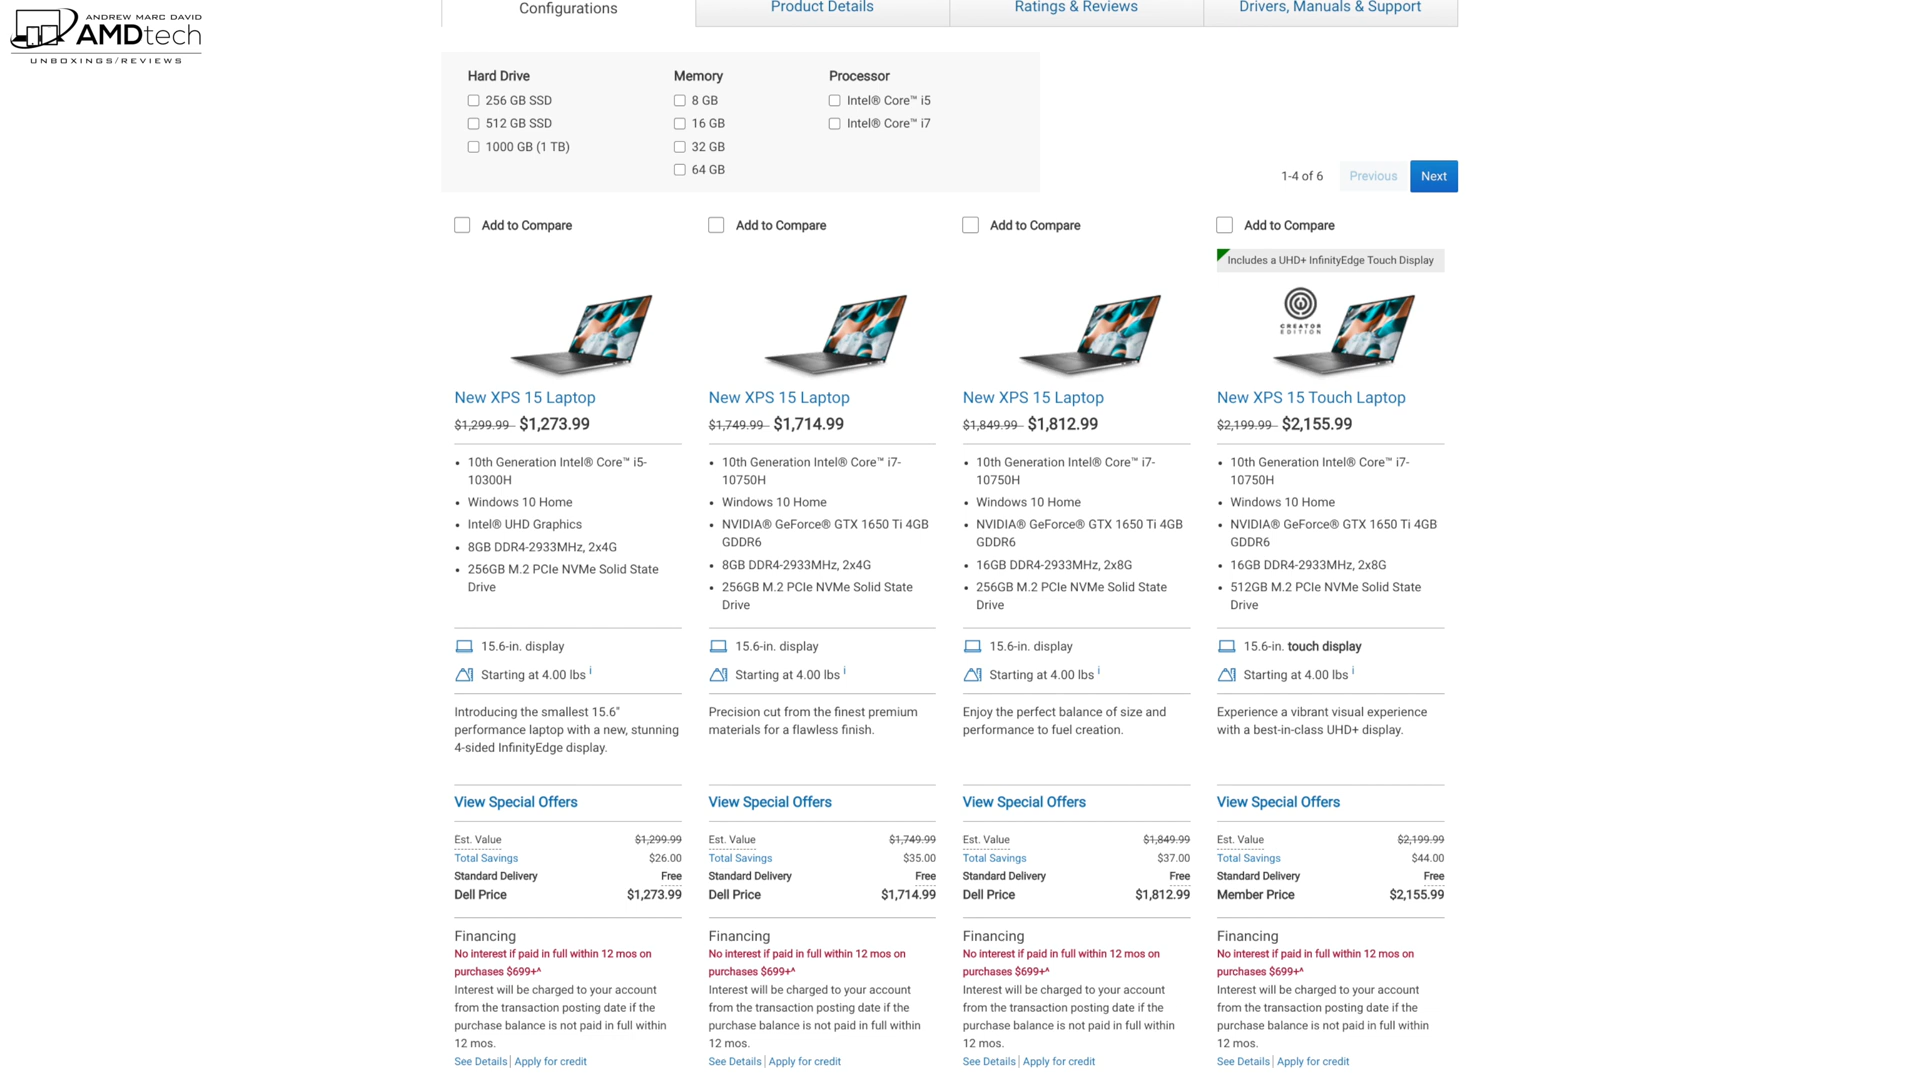 ANDREW MARC DAVID
AMDtech
UNBOXINGS/REVIEWS
Configurations
Product Details
Ratings & Reviews
Drivers, Manuals & Support
Hard Drive
256 GB SSD
512 GB SSD
1000 GB (1 TB)
Memory
8 GB
16 GB
32 GB
64 GB
Processor
Intel® Core™ i5
Intel® Core™ i7
1-4 of 6
Previous
Next
Add to Compare
New XPS 15 Laptop
$1,299.99 $1,273.99
• 10th Generation Intel® Core™ i5-
10300H
• Windows 10 Home
• Intel® UHD Graphics
• 8GB DDR4-2933MHz, 2x4G
• 256GB M.2 PCIe NVMe Solid State
Drive
15.6-in. display
Starting at 4.00 lbs i
Introducing the smallest 15.6"
performance laptop with a new, stunning
4-sided InfinityEdge display.
View Special Offers
Est. Value $1,299.99
Total Savings $26.00
Standard Delivery Free
Dell Price $1,273.99
Financing
No interest if paid in full within 12 mos on
purchases $699+^
Interest will be charged to your account
from the transaction posting date if the
purchase balance is not paid in full within
12 mos.
See Details | Apply for credit
Add to Compare
New XPS 15 Laptop
$1,749.99 $1,714.99
• 10th Generation Intel® Core™ i7-
10750H
• Windows 10 Home
• NVIDIA® GeForce® GTX 1650 Ti 4GB
GDDR6
• 8GB DDR4-2933MHz, 2x4G
• 256GB M.2 PCIe NVMe Solid State
Drive
15.6-in. display
Starting at 4.00 lbs i
Precision cut from the finest premium
materials for a flawless finish.
View Special Offers
Est. Value $1,749.99
Total Savings $35.00
Standard Delivery Free
Dell Price $1,714.99
Financing
No interest if paid in full within 12 mos on
purchases $699+^
Interest will be charged to your account
from the transaction posting date if the
purchase balance is not paid in full within
12 mos.
See Details | Apply for credit
Add to Compare
New XPS 15 Laptop
$1,849.99 $1,812.99
• 10th Generation Intel® Core™ i7-
10750H
• Windows 10 Home
• NVIDIA® GeForce® GTX 1650 Ti 4GB
GDDR6
• 16GB DDR4-2933MHz, 2x8G
• 256GB M.2 PCIe NVMe Solid State
Drive
15.6-in. display
Starting at 4.00 lbs i
Enjoy the perfect balance of size and
performance to fuel creation.
View Special Offers
Est. Value $1,849.99
Total Savings $37.00
Standard Delivery Free
Dell Price $1,812.99
Financing
No interest if paid in full within 12 mos on
purchases $699+^
Interest will be charged to your account
from the transaction posting date if the
purchase balance is not paid in full within
12 mos.
See Details | Apply for credit
Add to Compare
Includes a UHD+ InfinityEdge Touch Display
CREATOR
EDITION
New XPS 15 Touch Laptop
$2,199.99 $2,155.99
• 10th Generation Intel® Core™ i7-
10750H
• Windows 10 Home
• NVIDIA® GeForce® GTX 1650 Ti 4GB
GDDR6
• 16GB DDR4-2933MHz, 2x8G
• 512GB M.2 PCIe NVMe Solid State
Drive
15.6-in. touch display
Starting at 4.00 lbs i
Experience a vibrant visual experience
with a best-in-class UHD+ display.
View Special Offers
Est. Value $2,199.99
Total Savings $44.00
Standard Delivery Free
Member Price $2,155.99
Financing
No interest if paid in full within 12 mos on
purchases $699+^
Interest will be charged to your account
from the transaction posting date if the
purchase balance is not paid in full within
12 mos.
See Details | Apply for credit